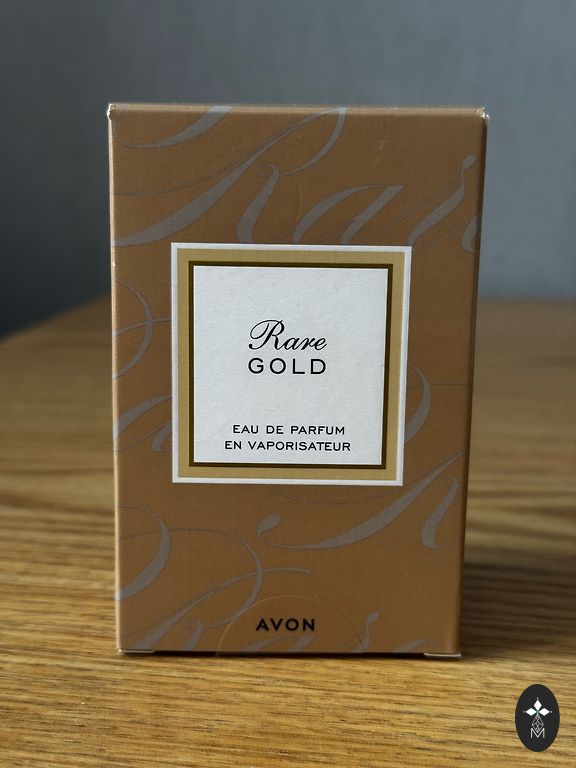 Rare
GOLD
EAU DE PARFUM
EN VAPORISATEUR
AVON